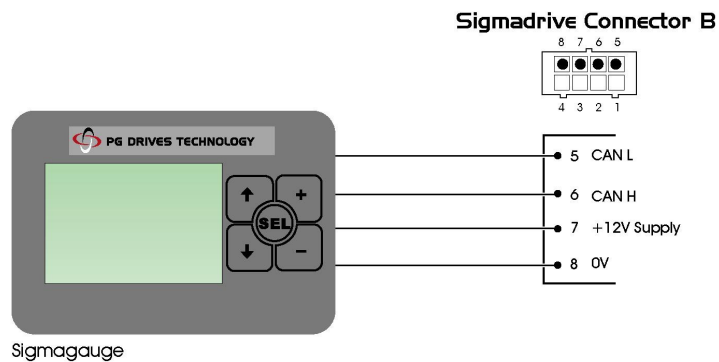 Sigmadrive Connector B
8 7 6 5
4 3 2 1
PG DRIVES TECHNOLOGY
+
SEL
–
5 CAN L
6 CAN H
7 +12V Supply
8 0V
Sigmagauge